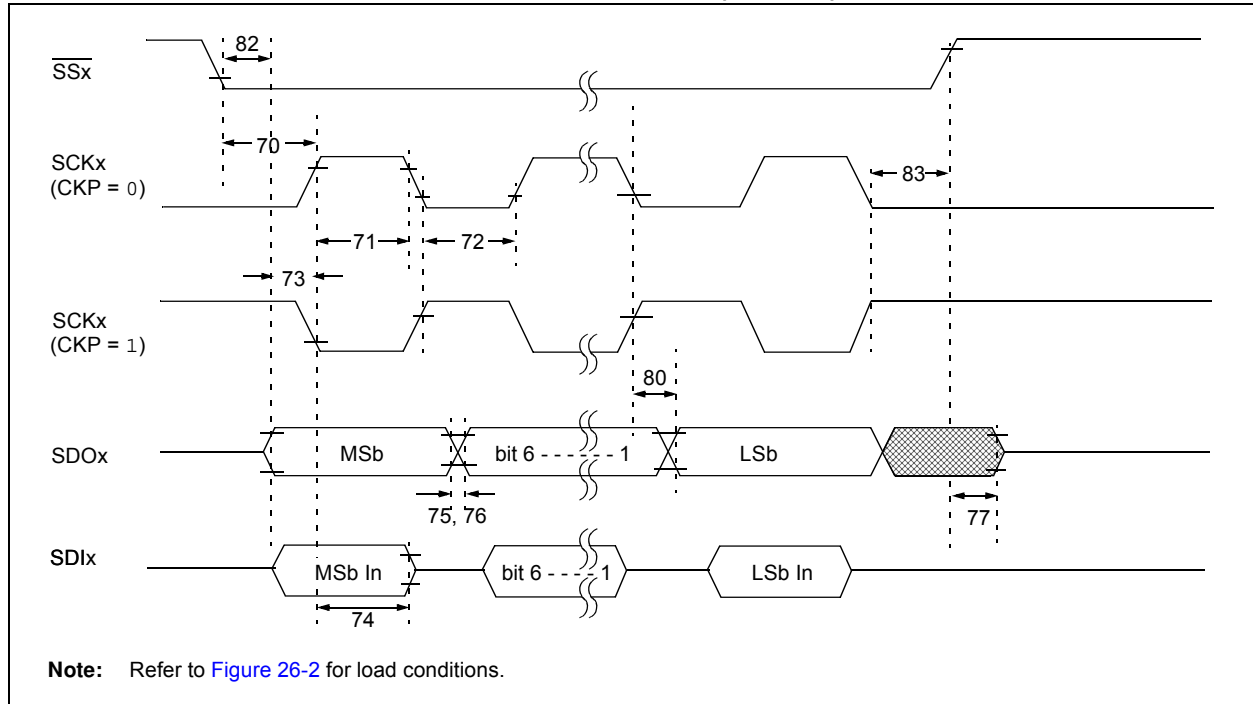 82
SSx
70
SCKx
(CKP = 0)
83
71
72
73
SCKx
(CKP = 1)
80
SDOx
MSb
bit 6 - - - - - - 1
LSb
75, 76
77
SDIx
MSb In
bit 6 - - - - 1
LSb In
74
Note: Refer to Figure 26-2 for load conditions.